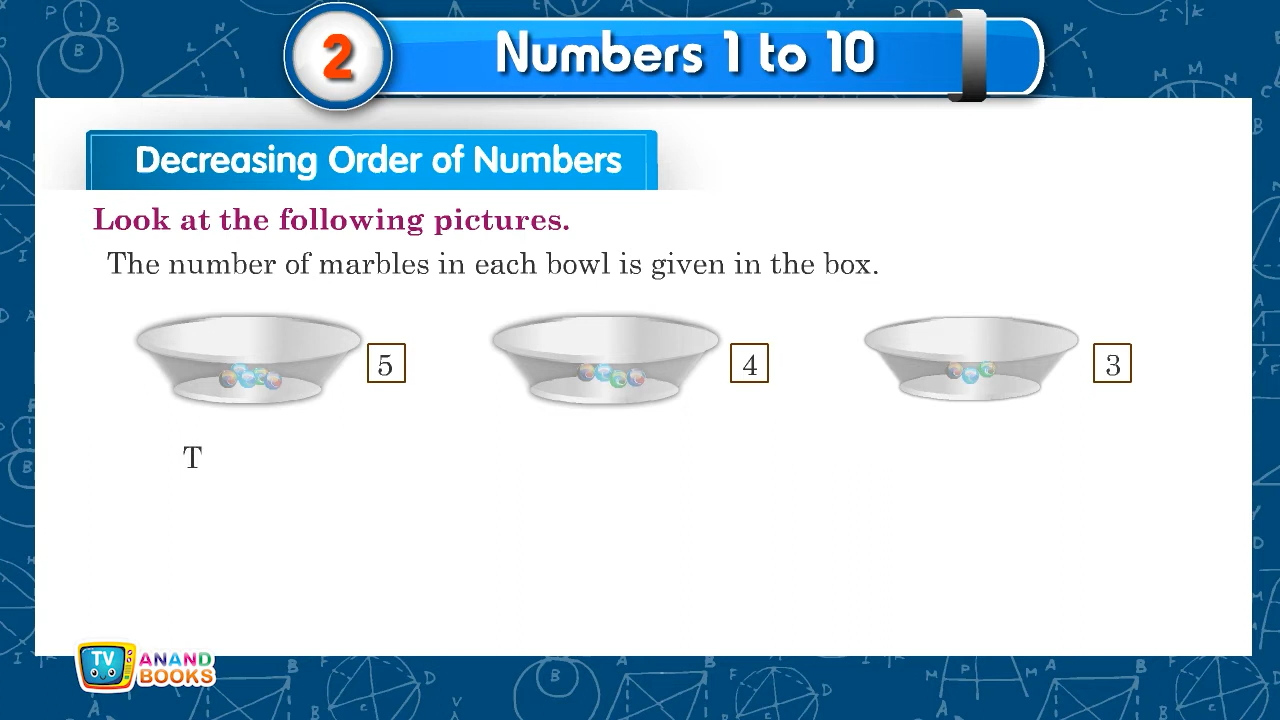 2
Numbers 1 to 10
Decreasing Order of Numbers
Look at the following pictures.
The number of marbles in each bowl is given in the box.
5 4 3
T
TV
ANAND
BOOKS